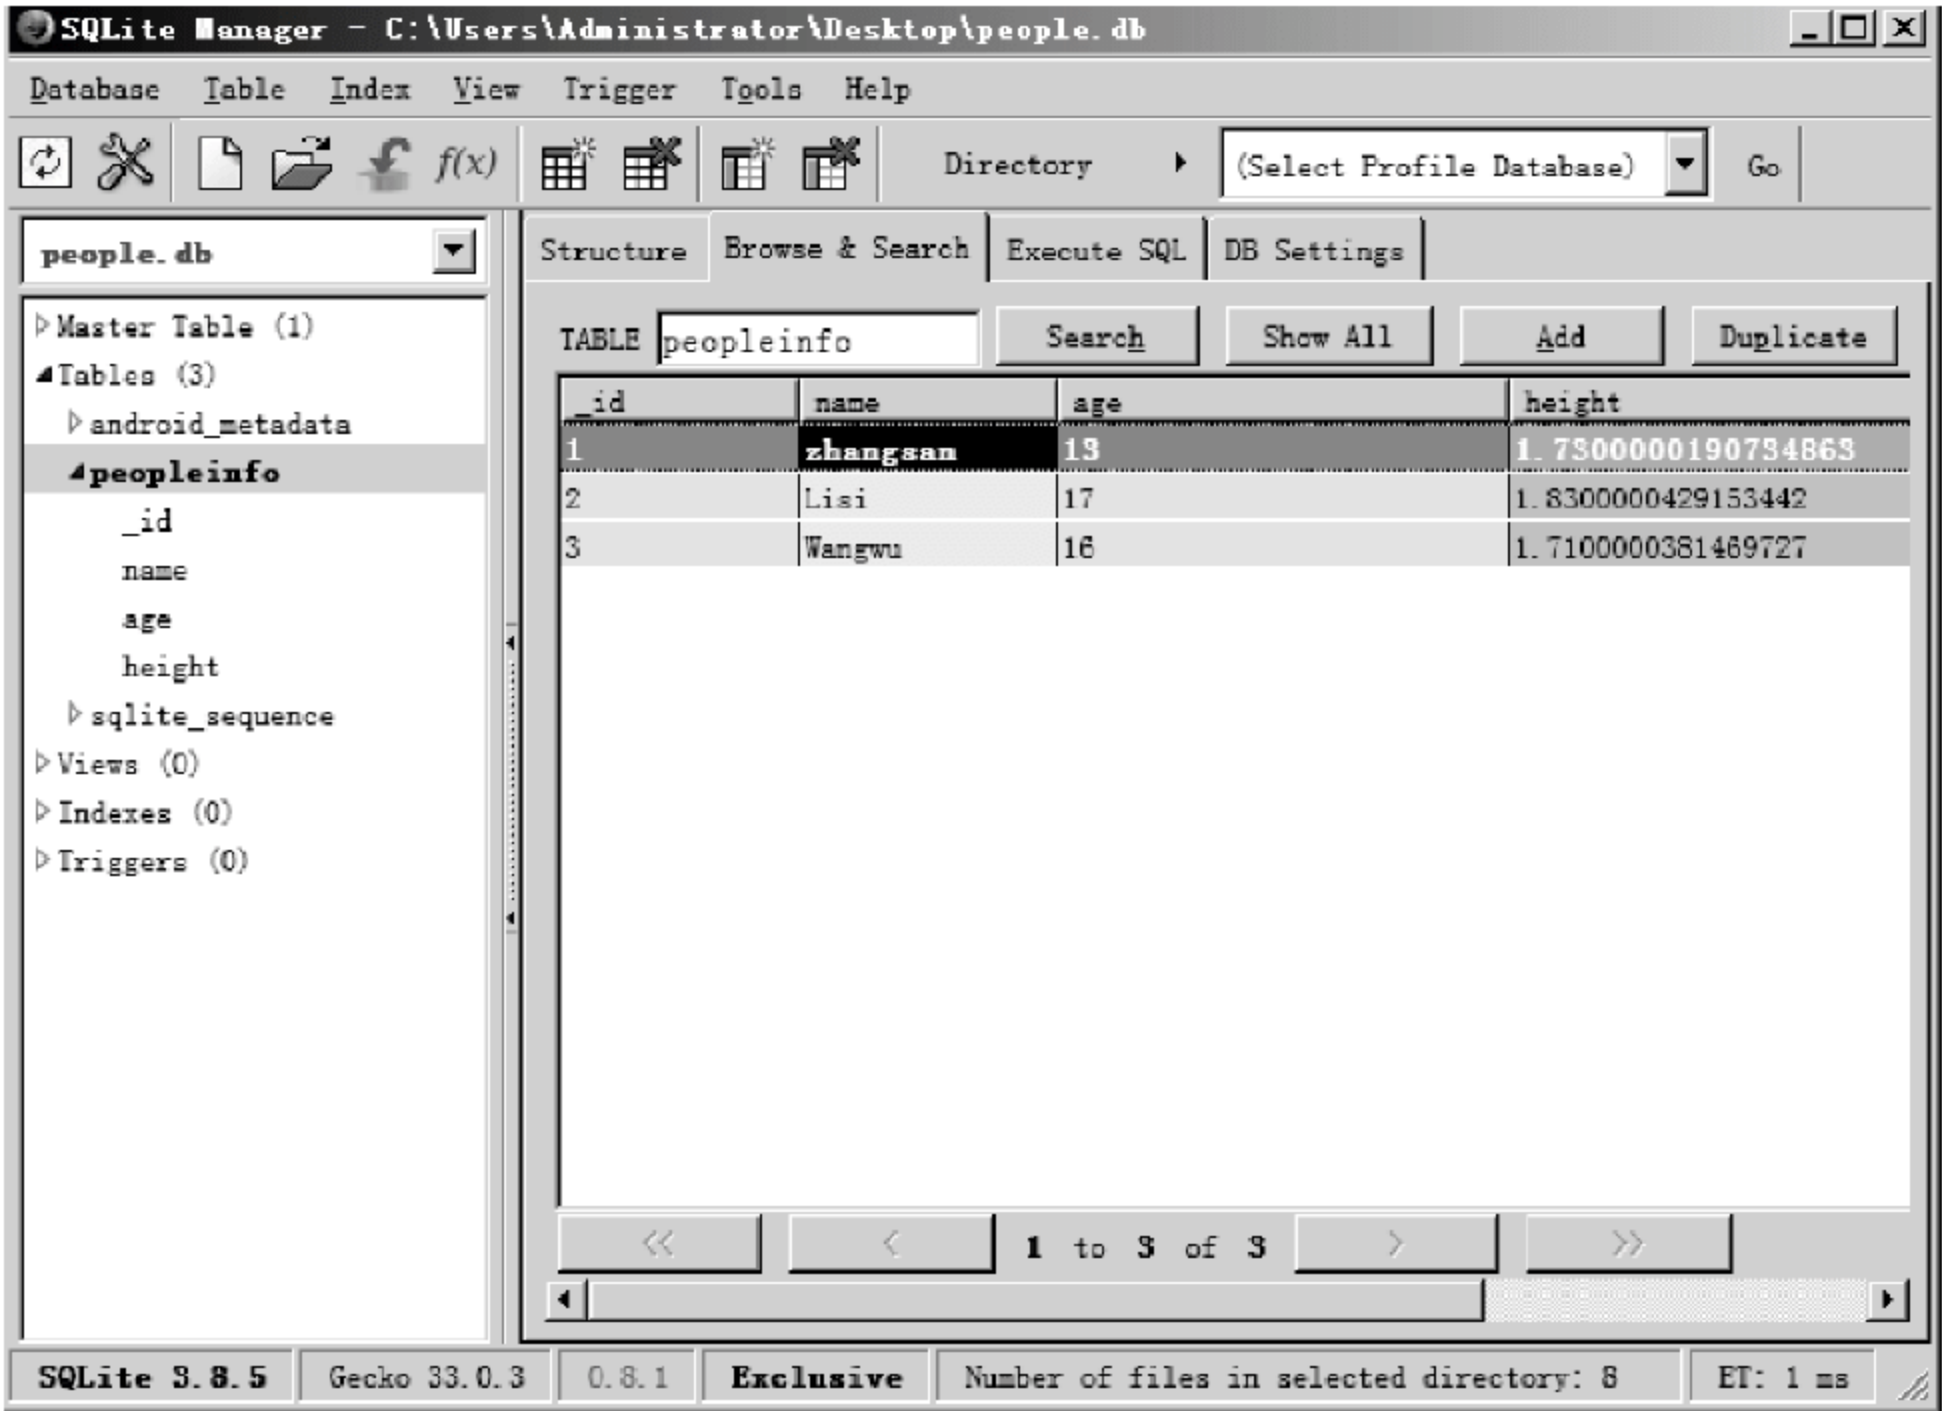 SQLite Manager - C:\Users\Administrator\Desktop\people.db
Database Table Index View Trigger Tools Help
f(x) Directory (Select Profile Database) Go
people.db
Master Table (1)
Tables (3)
android_metadata
peopleinfo
_id
name
age
height
sqlite_sequence
Views (0)
Indexes (0)
Triggers (0)
Structure Browse & Search Execute SQL DB Settings
TABLE peopleinfo Search Show All Add Duplicate
_id name age height
1 zhangsan 13 1.7300000190734863
2 Lisi 17 1.8300000429153442
3 Wangwu 16 1.7100000381469727
<< < 1 to 3 of 3 > >>
SQLite 3.8.5 Gecko 33.0.3 0.8.1 Exclusive Number of files in selected directory: 8 ET: 1 ms